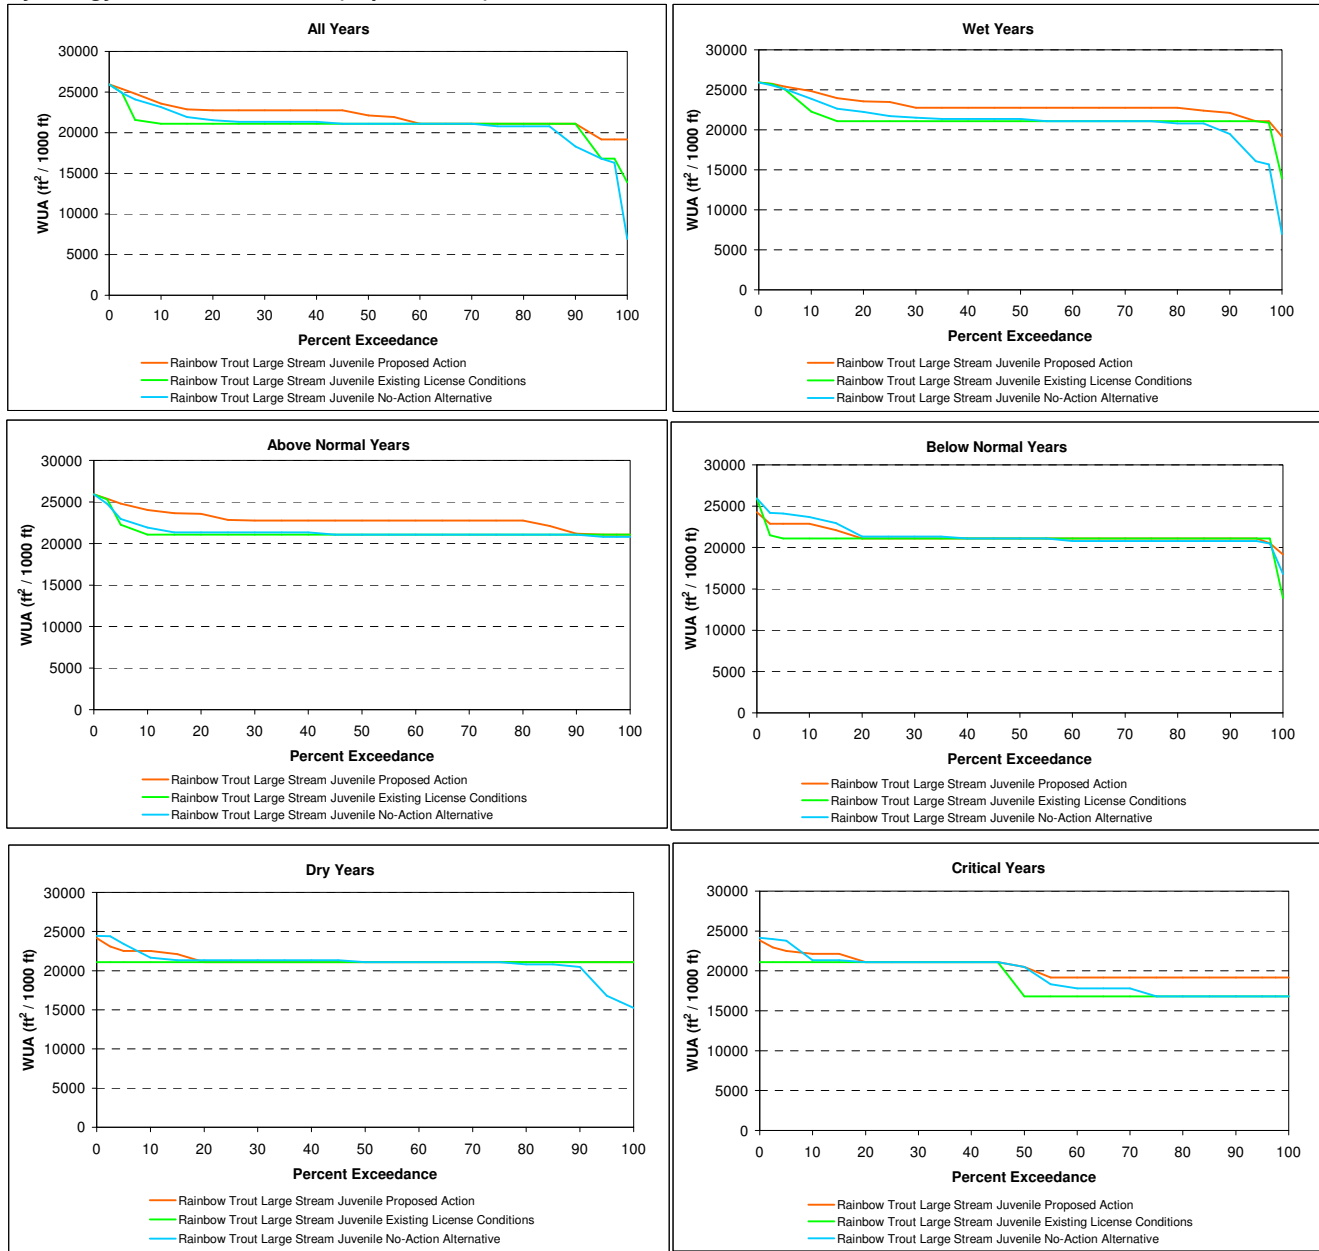 All Years
30000
25000
20000
15000
10000
5000
0
WUA (ft² / 1000 ft)
0 10 20 30 40 50 60 70 80 90 100
Percent Exceedance
Rainbow Trout Large Stream Juvenile Proposed Action
Rainbow Trout Large Stream Juvenile Existing License Conditions
Rainbow Trout Large Stream Juvenile No-Action Alternative
Wet Years
30000
25000
20000
15000
10000
5000
0
WUA (ft² / 1000 ft)
0 10 20 30 40 50 60 70 80 90 100
Percent Exceedance
Rainbow Trout Large Stream Juvenile Proposed Action
Rainbow Trout Large Stream Juvenile Existing License Conditions
Rainbow Trout Large Stream Juvenile No-Action Alternative
Above Normal Years
30000
25000
20000
15000
10000
5000
0
WUA (ft² / 1000 ft)
0 10 20 30 40 50 60 70 80 90 100
Percent Exceedance
Rainbow Trout Large Stream Juvenile Proposed Action
Rainbow Trout Large Stream Juvenile Existing License Conditions
Rainbow Trout Large Stream Juvenile No-Action Alternative
Below Normal Years
30000
25000
20000
15000
10000
5000
0
WUA (ft² / 1000 ft)
0 10 20 30 40 50 60 70 80 90 100
Percent Exceedance
Rainbow Trout Large Stream Juvenile Proposed Action
Rainbow Trout Large Stream Juvenile Existing License Conditions
Rainbow Trout Large Stream Juvenile No-Action Alternative
Dry Years
30000
25000
20000
15000
10000
5000
0
WUA (ft² / 1000 ft)
0 10 20 30 40 50 60 70 80 90 100
Percent Exceedance
Rainbow Trout Large Stream Juvenile Proposed Action
Rainbow Trout Large Stream Juvenile Existing License Conditions
Rainbow Trout Large Stream Juvenile No-Action Alternative
Critical Years
30000
25000
20000
15000
10000
5000
0
WUA (ft² / 1000 ft)
0 10 20 30 40 50 60 70 80 90 100
Percent Exceedance
Rainbow Trout Large Stream Juvenile Proposed Action
Rainbow Trout Large Stream Juvenile Existing License Conditions
Rainbow Trout Large Stream Juvenile No-Action Alternative